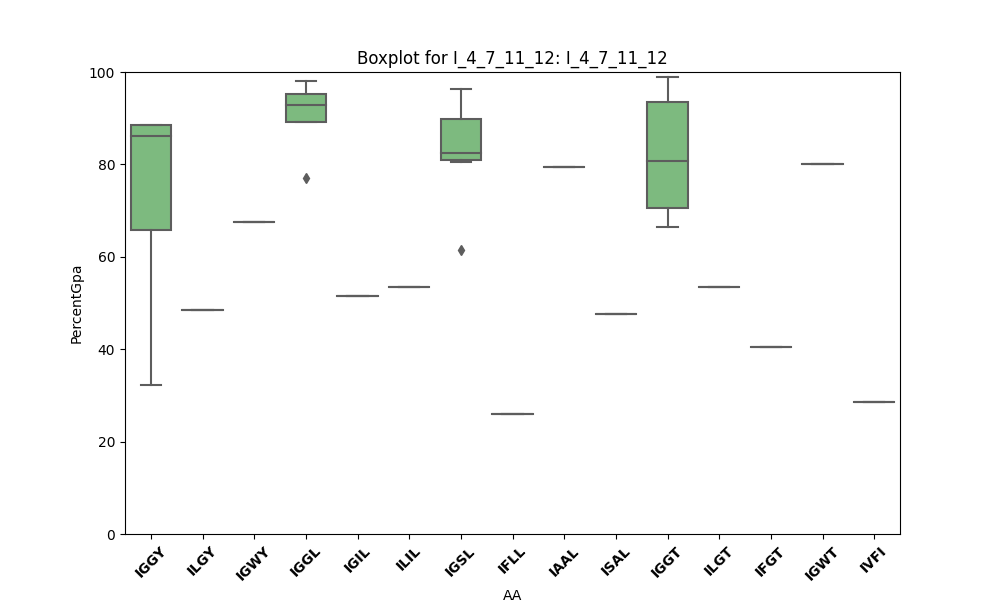 Boxplot for I_4_7_11_12: I_4_7_11_12
100
80
60
40
20
0
PercentGpa
IGGY ILGY IGWY IGGL IGIL ILIL IGSL IFLL IAAL ISAL IGGT ILGT IFGT IGWT IVFI
AA